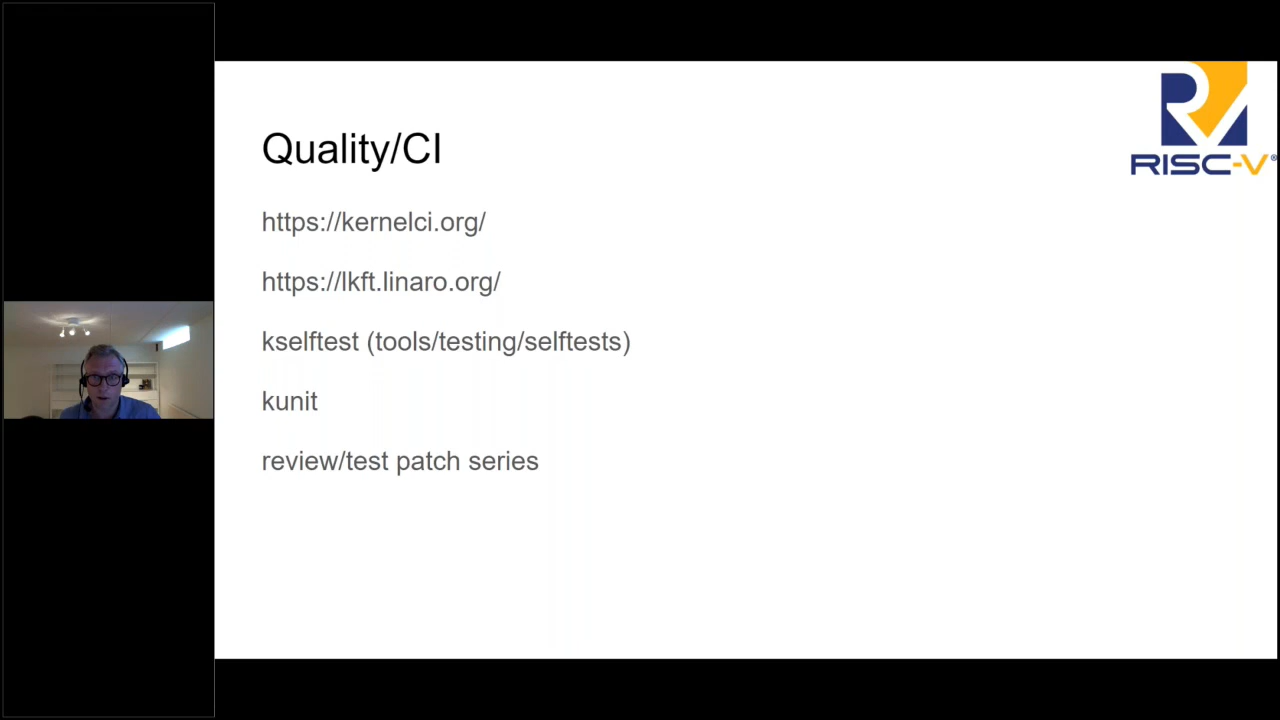 Quality/CI
RISC-V®
https://kernelci.org/
https://lkft.linaro.org/
kselftest (tools/testing/selftests)
kunit
review/test patch series